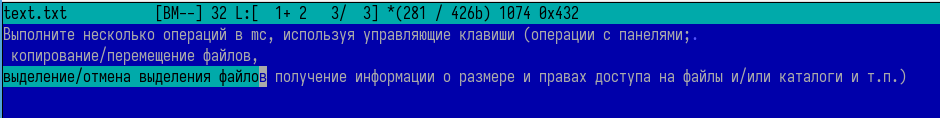 text.txt [BM--] 32 L:[ 1+ 2 3/ 3] *(281 / 426b) 1074 0x432
Выполните несколько операций в mc, используя управляющие клавиши (операции с панелями;.
копирование/перемещение файлов,
выделение/отмена выделения файлов получение информации о размере и правах доступа на файлы и/или каталоги и т.п.)